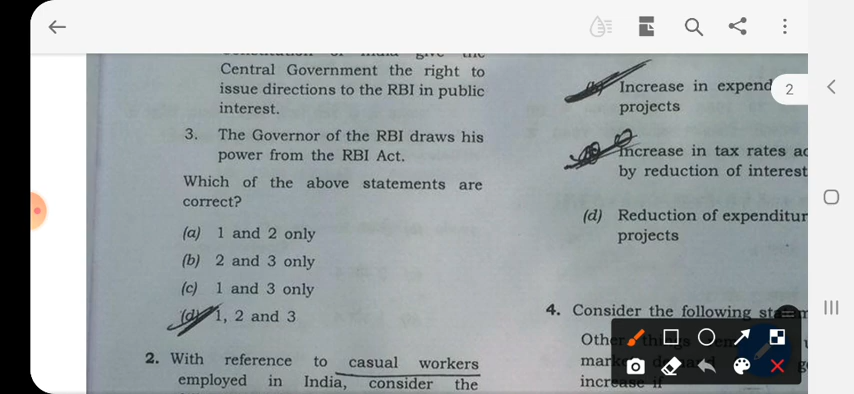 Central Government the right to
issue directions to the RBI in public
interest.
3. The Governor of the RBI draws his
power from the RBI Act.
Which of the above statements are
correct?
(a) 1 and 2 only
(b) 2 and 3 only
(c) 1 and 3 only
(d) 1, 2 and 3
2. With reference to casual workers
employed in India, consider the
2
Increase in expend
projects
Increase in tax rates
by reduction of interest
(d) Reduction of expenditur
projects
4. Consider the following
increase if